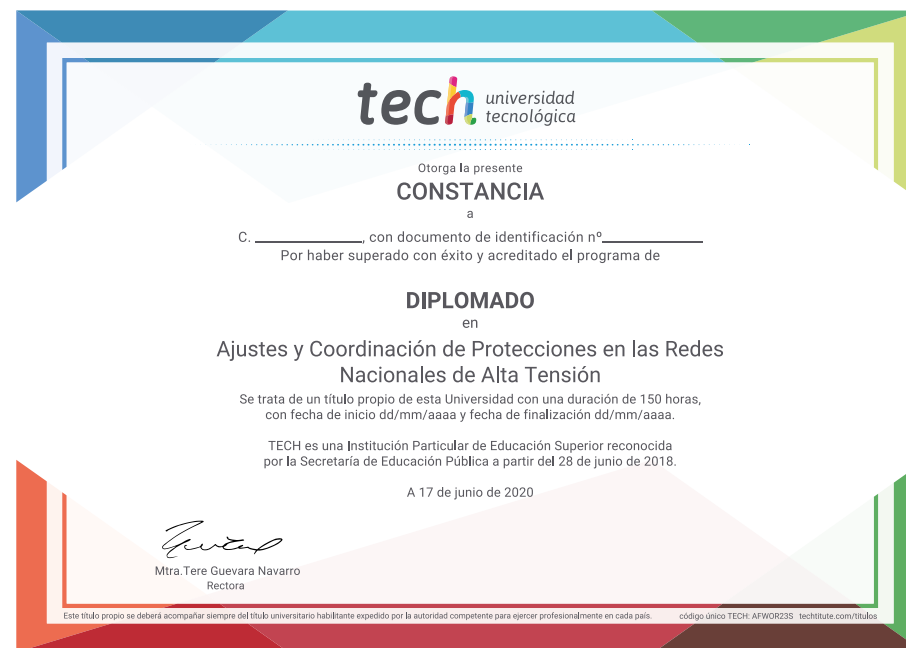 tech universidad
tecnológica
Otorga la presente
CONSTANCIA
a
C. ____________, con documento de identificación nº____________
Por haber superado con éxito y acreditado el programa de
DIPLOMADO
en
Ajustes y Coordinación de Protecciones en las Redes
Nacionales de Alta Tensión
Se trata de un título propio de esta Universidad con una duración de 150 horas,
con fecha de inicio dd/mm/aaaa y fecha de finalización dd/mm/aaaa.
TECH es una Institución Particular de Educación Superior reconocida
por la Secretaría de Educación Pública a partir del 28 de junio de 2018.
A 17 de junio de 2020
Mtra.Tere Guevara Navarro
Rectora
Este título propio se deberá acompañar siempre del título universitario habilitante expedido por la autoridad competente para ejercer profesionalmente en cada país. código único TECH: AFWOR23S techtitute.com/titulos